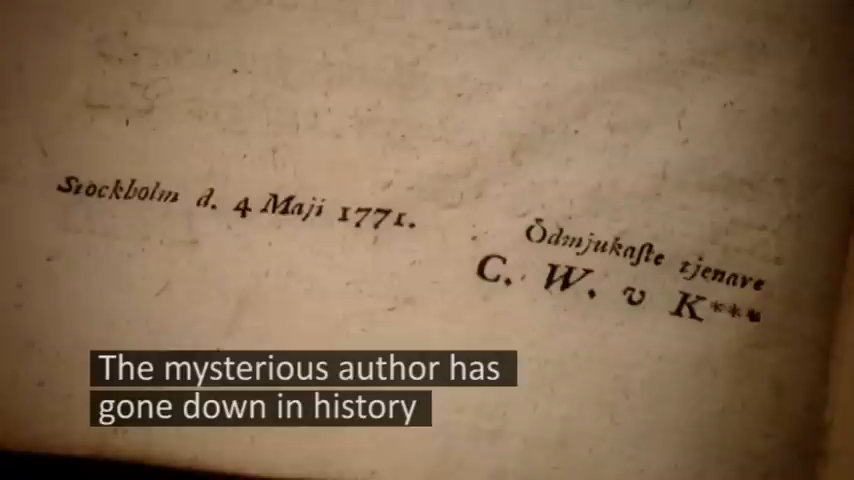 Stockholm d. 4 Maji 1771.
Ödmjukaſte tjenare
C. W. v K***
The mysterious author has
gone down in history